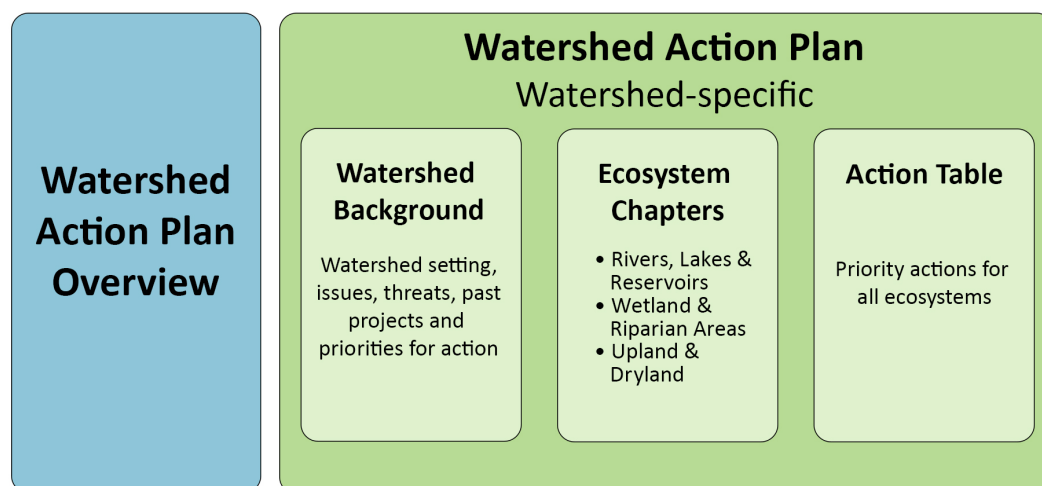 Watershed
Action Plan
Overview
Watershed Action Plan
Watershed-specific
Watershed
Background
Watershed setting,
issues, threats, past
projects and
priorities for action
Ecosystem
Chapters
• Rivers, Lakes &
Reservoirs
• Wetland &
Riparian Areas
• Upland &
Dryland
Action Table
Priority actions for
all ecosystems